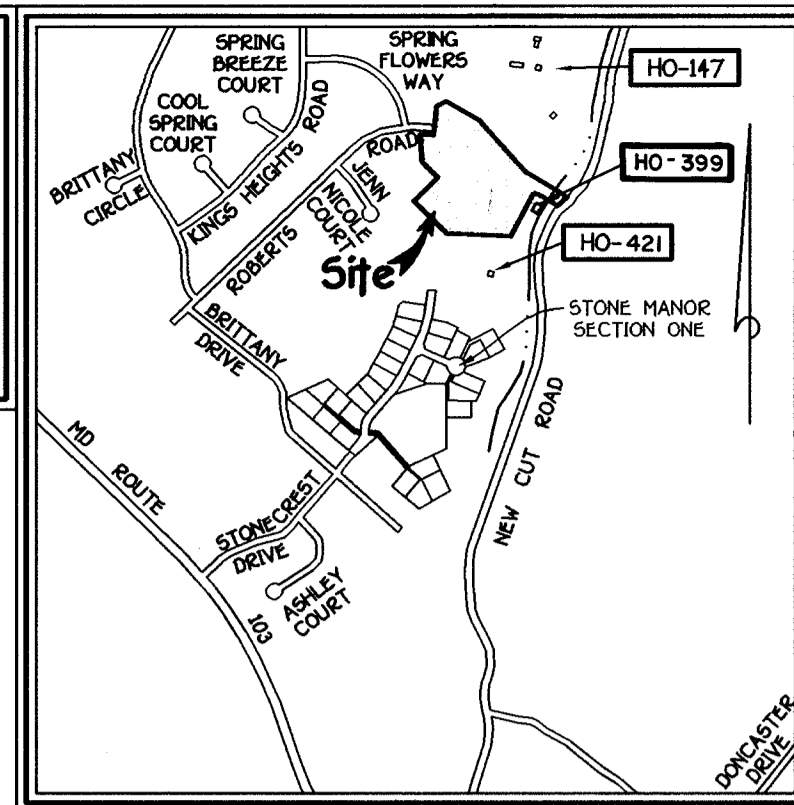 SPRING
BREEZE
COURT
SPRING
FLOWERS
WAY
HO-147
COOL
SPRING
COURT
HO-399
BRITTANY
CIRCLE
KINGS HEIGHTS ROAD
ROBERTS ROAD
JENN
NICOLE
COURT
HO-421
Site
STONE MANOR
SECTION ONE
BRITTANY
DRIVE
MD ROUTE 103
NEW CUT ROAD
STONECREST
DRIVE
ASHLEY
COURT
DONCASTER
DRIVE